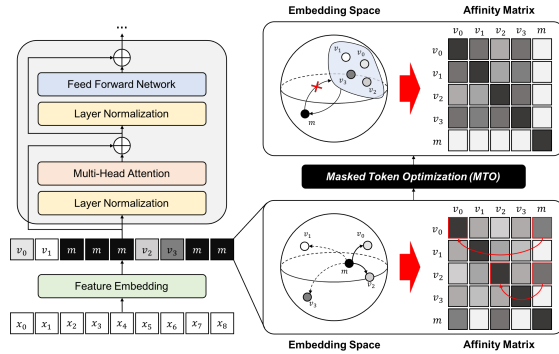 ...
Feed Forward Network
Layer Normalization
Multi-Head Attention
Layer Normalization
v₀ v₁ m m m v₂ v₃ m m
Feature Embedding
x₀ x₁ x₂ x₃ x₄ x₅ x₆ x₇ x₈
Embedding Space
v₁ v₀
v₃ v₂
m
Affinity Matrix
v₀ v₁ v₂ v₃ m
v₀
v₁
v₂
v₃
m
Masked Token Optimization (MTO)
v₁ v₀
m
v₂
v₃
Embedding Space
v₀ v₁ v₂ v₃ m
v₀
v₁
v₂
v₃
m
Affinity Matrix